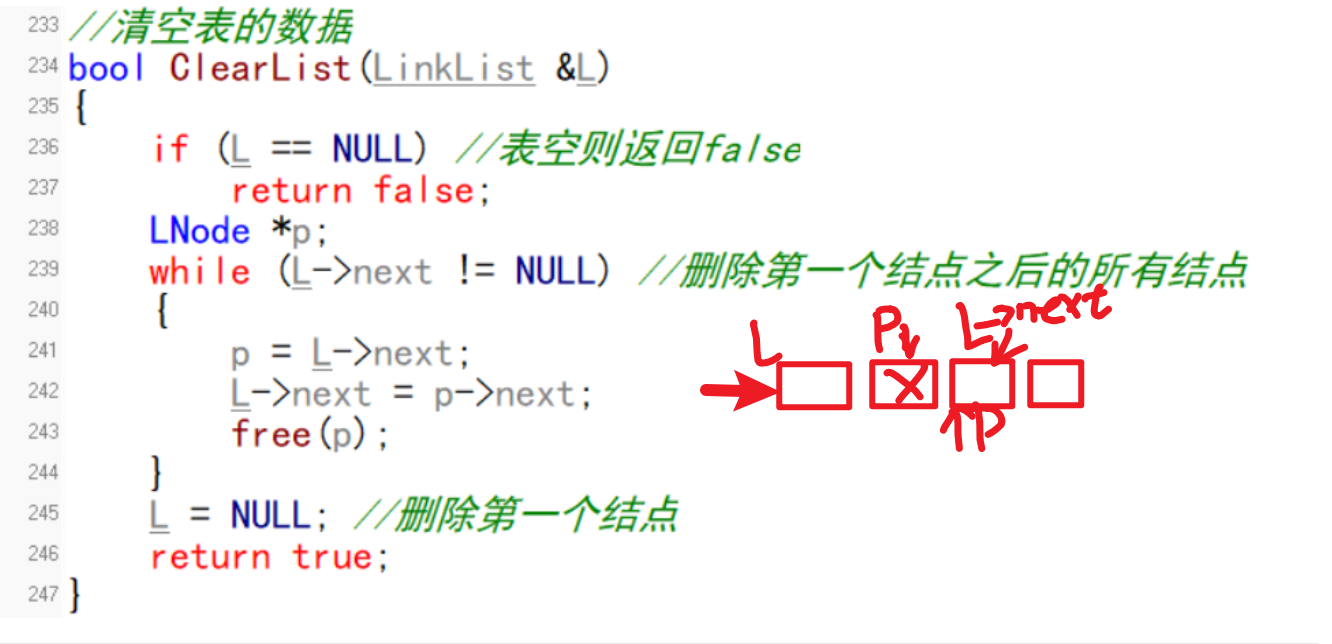 233 //清空表的数据
234 bool ClearList(LinkList &L)
235 {
236 if (L == NULL) //表空则返回false
237 return false;
238 LNode *p;
239 while (L->next != NULL) //删除第一个结点之后的所有结点
240 {
241 p = L->next;
242 L->next = p->next;
243 free(p);
244 }
245 L = NULL; //删除第一个结点
246 return true;
247 }
L
P
L->next
P